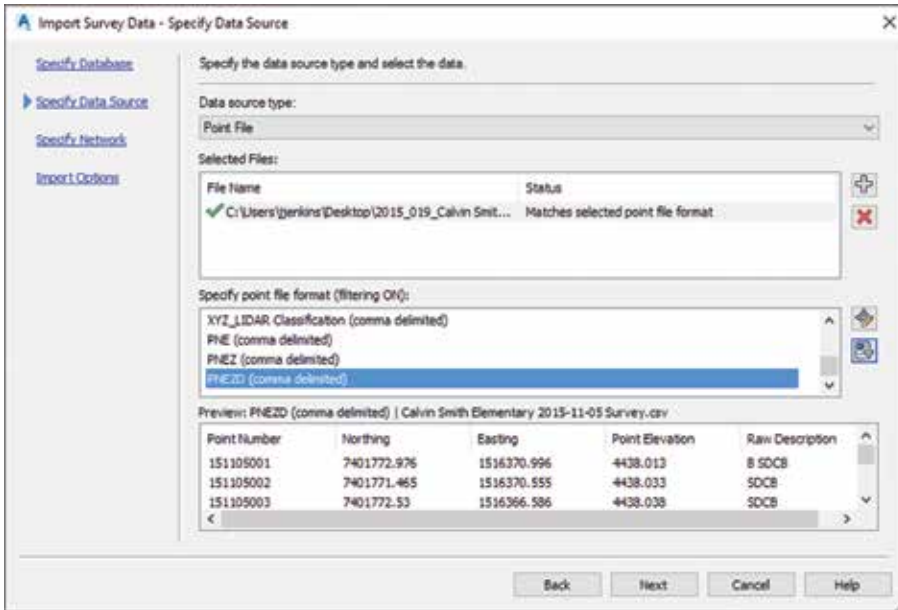 Import Survey Data - Specify Data Source
Specify Database
Specify Data Source
Specify Network
Import Options
Specify the data source type and select the data.
Data source type:
Point File
Selected Files:
File Name Status
C:\Users\jjenkins\Desktop\2015_019_Calvin Smit... Matches selected point file format
Specify point file format (filtering ON):
XYZ_LIDAR Classification (comma delimited)
PNE (comma delimited)
PNEZ (comma delimited)
PNEZD (comma delimited)
Preview: PNEZD (comma delimited) | Calvin Smith Elementary 2015-11-05 Survey.csv
Point Number Northing Easting Point Elevation Raw Description
151105001 7401772.976 1516370.996 4438.013 B SDCB
151105002 7401771.465 1516370.555 4438.033 SDCB
151105003 7401772.53 1516366.586 4438.038 SDCB
Back Next Cancel Help